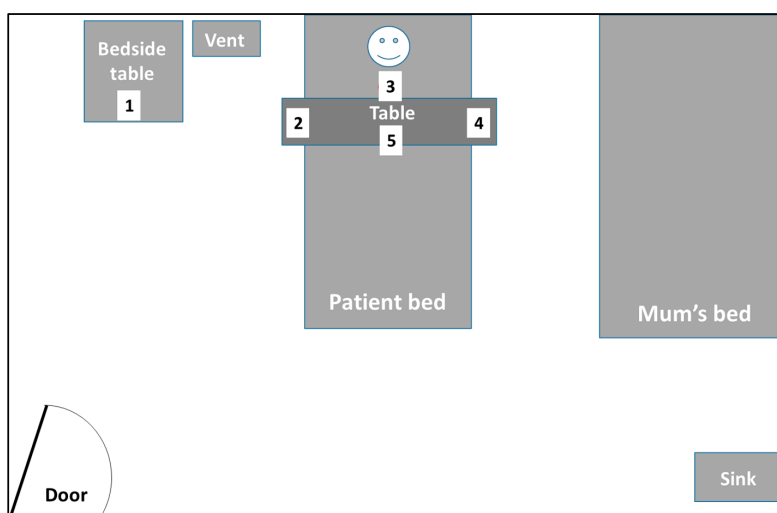 Bedside
table
1
Vent
3
Table
2
4
5
Patient bed
Mum's bed
Door
Sink